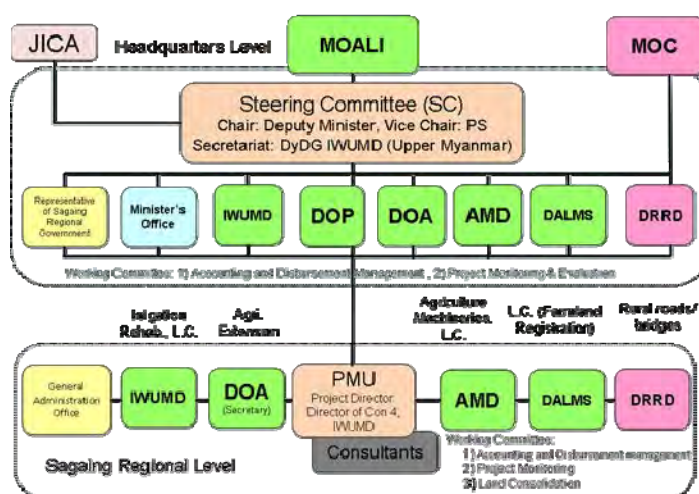 JICA
Headquarters Level
MOALI
MOC
Steering Committee (SC)
Chair: Deputy Minister, Vice Chair: PS
Secretariat: DyDG IWUMD (Upper Myanmar)
Representative
of Sagaing
Regional
Government
Minister's
Office
IWUMD
DOP
DOA
AMD
DALMS
DRRD
Working Committee: 1) Accounting and Disbursement Management , 2) Project Monitoring & Evaluation
Irrigation
Rehab., L.C.
Agri.
Extension
Agriculture
Machineries,
L.C.
L.C. (Farmland
Registration)
Rural roads/
bridges
General
Administration
Office
IWUMD
DOA
(Secretary)
PMU
Project Director:
Director of Con 4,
IWUMD
Consultants
AMD
DALMS
DRRD
Sagaing Regional Level
Working Committee:
1) Accounting and Disbursement management
2) Project Monitoring
3) Land Consolidation